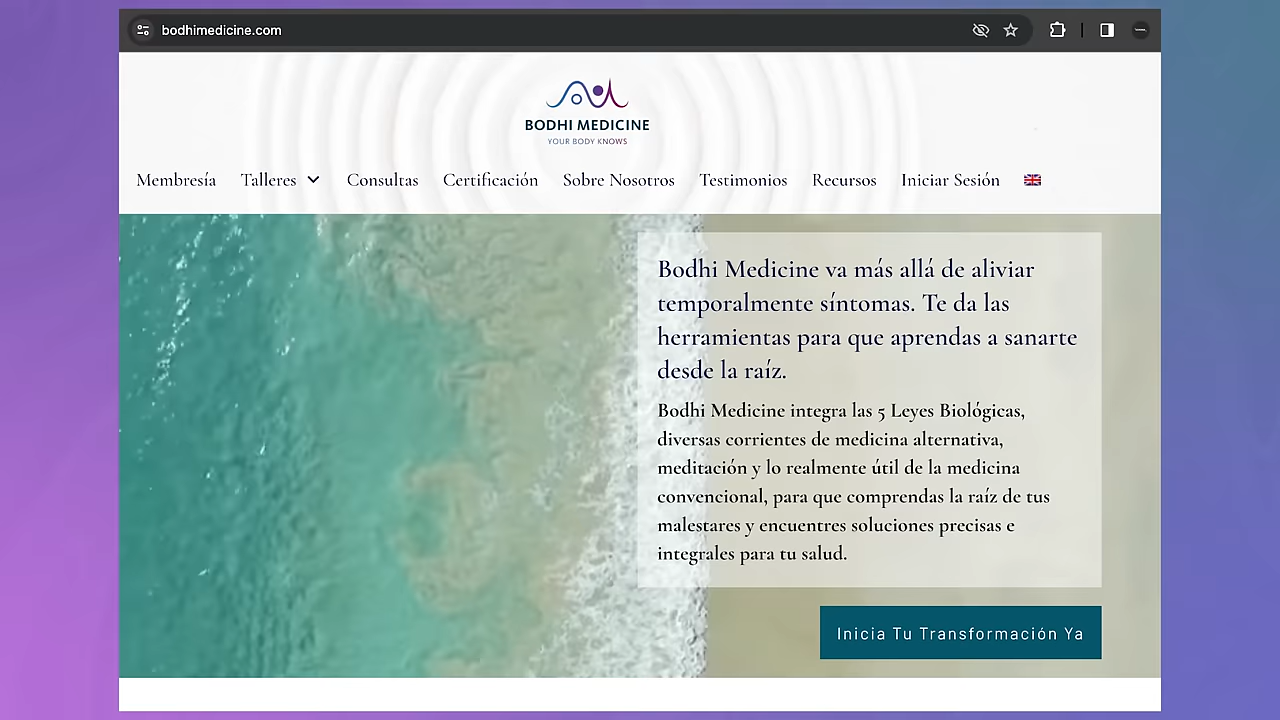 bodhimedicine.com
BODHI MEDICINE
YOUR BODY KNOWS
Membresía Talleres Consultas Certificación Sobre Nosotros Testimonios Recursos Iniciar Sesión
Bodhi Medicine va más allá de aliviar
temporalmente síntomas. Te da las
herramientas para que aprendas a sanarte
desde la raíz.
Bodhi Medicine integra las 5 Leyes Biológicas,
diversas corrientes de medicina alternativa,
meditación y lo realmente útil de la medicina
convencional, para que comprendas la raíz de tus
malestares y encuentres soluciones precisas e
integrales para tu salud.
Inicia Tu Transformación Ya